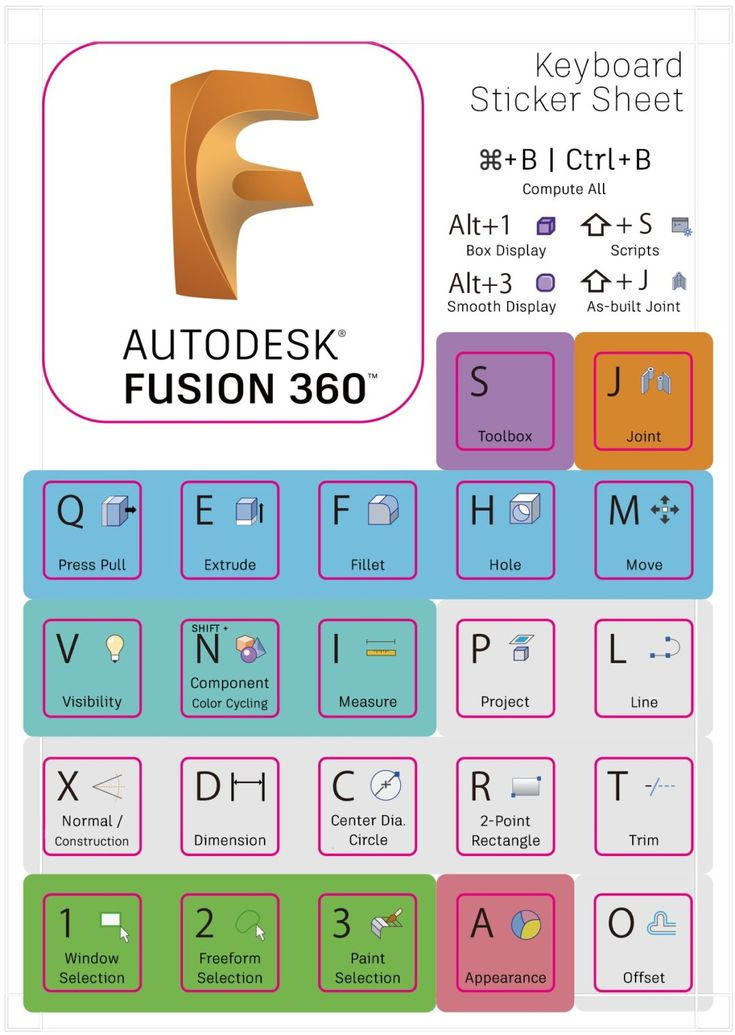 Keyboard
Sticker Sheet
⌘+B | Ctrl+B
Compute All
Alt+1
Box Display
⇧+S
Scripts
Alt+3
Smooth Display
⇧+J
As-built Joint
AUTODESK®
FUSION 360™
S
Toolbox
J
Joint
Q
Press Pull
E
Extrude
F
Fillet
H
Hole
M
Move
V
Visibility
SHIFT +
N
Component
Color Cycling
I
Measure
P
Project
L
Line
X
Normal /
Construction
D
Dimension
C
Center Dia.
Circle
R
2-Point
Rectangle
T
Trim
1
Window
Selection
2
Freeform
Selection
3
Paint
Selection
A
Appearance
O
Offset